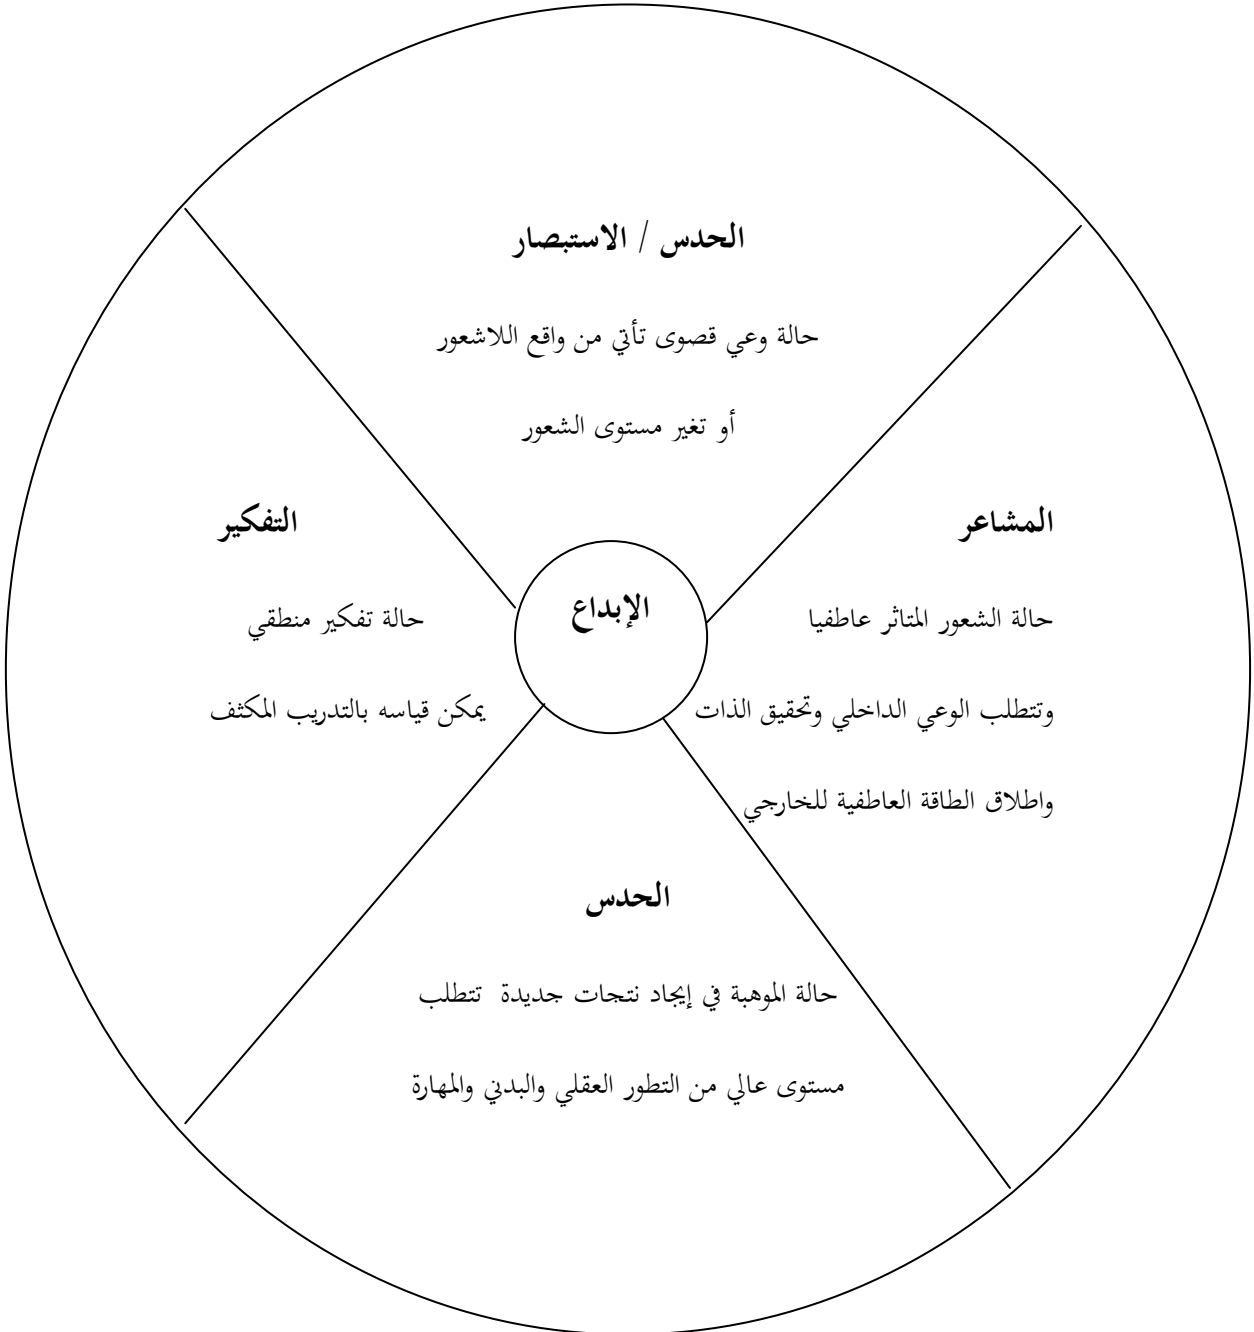 الحدس / الاستبصار
حالة وعي قصوى تأتي من واقع اللاشعور
أو تغير مستوى الشعور
المشاعر
حالة الشعور المتاثر عاطفيا
وتتطلب الوعي الداخلي وتحقيق الذات
واطلاق الطاقة العاطفية للخارجي
الإبداع
التفكير
حالة تفكير منطقي
يمكن قياسه بالتدريب المكثف
الحدس
حالة الموهبة في إيجاد نتجات جديدة تتطلب
مستوى عالي من التطور العقلي والبدني والمهارة